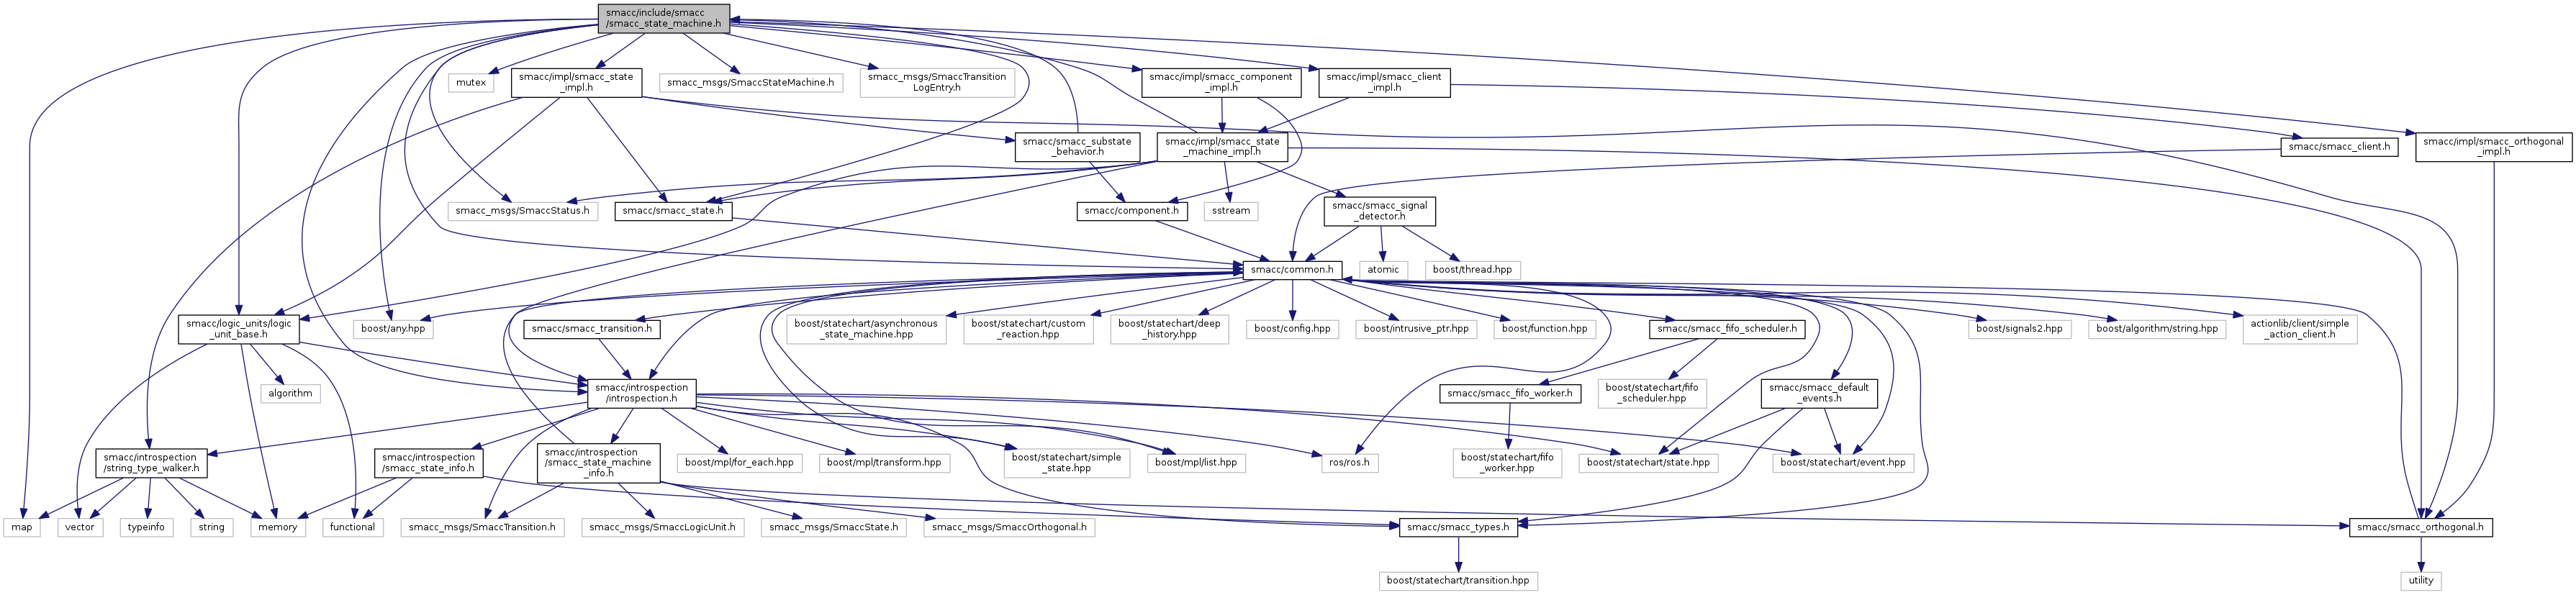 smacc/include/smacc
/smacc_state_machine.h
mutex
smacc/impl/smacc_state
_impl.h
smacc_msgs/SmaccStateMachine.h
smacc_msgs/SmaccTransition
LogEntry.h
smacc/impl/smacc_component
_impl.h
smacc/impl/smacc_client
_impl.h
smacc/smacc_substate
_behavior.h
smacc/impl/smacc_state
_machine_impl.h
smacc/smacc_client.h
smacc/impl/smacc_orthogonal
_impl.h
smacc_msgs/SmaccStatus.h
smacc/smacc_state.h
smacc/component.h
sstream
smacc/smacc_signal
_detector.h
smacc/common.h
atomic
boost/thread.hpp
smacc/logic_units/logic
_unit_base.h
boost/any.hpp
smacc/smacc_transition.h
boost/statechart/asynchronous
_state_machine.hpp
boost/statechart/custom
_reaction.hpp
boost/statechart/deep
_history.hpp
boost/config.hpp
boost/intrusive_ptr.hpp
boost/function.hpp
smacc/smacc_fifo_scheduler.h
boost/signals2.hpp
boost/algorithm/string.hpp
actionlib/client/simple
_action_client.h
algorithm
smacc/introspection
/introspection.h
smacc/smacc_fifo_worker.h
boost/statechart/fifo
_scheduler.hpp
smacc/smacc_default
_events.h
smacc/introspection
/string_type_walker.h
smacc/introspection
/smacc_state_info.h
smacc/introspection
/smacc_state_machine
_info.h
boost/mpl/for_each.hpp
boost/mpl/transform.hpp
boost/statechart/simple
_state.hpp
boost/mpl/list.hpp
ros/ros.h
boost/statechart/fifo
_worker.hpp
boost/statechart/state.hpp
boost/statechart/event.hpp
map
vector
typeinfo
string
memory
functional
smacc_msgs/SmaccTransition.h
smacc_msgs/SmaccLogicUnit.h
smacc_msgs/SmaccState.h
smacc_msgs/SmaccOrthogonal.h
smacc/smacc_types.h
smacc/smacc_orthogonal.h
boost/statechart/transition.hpp
utility